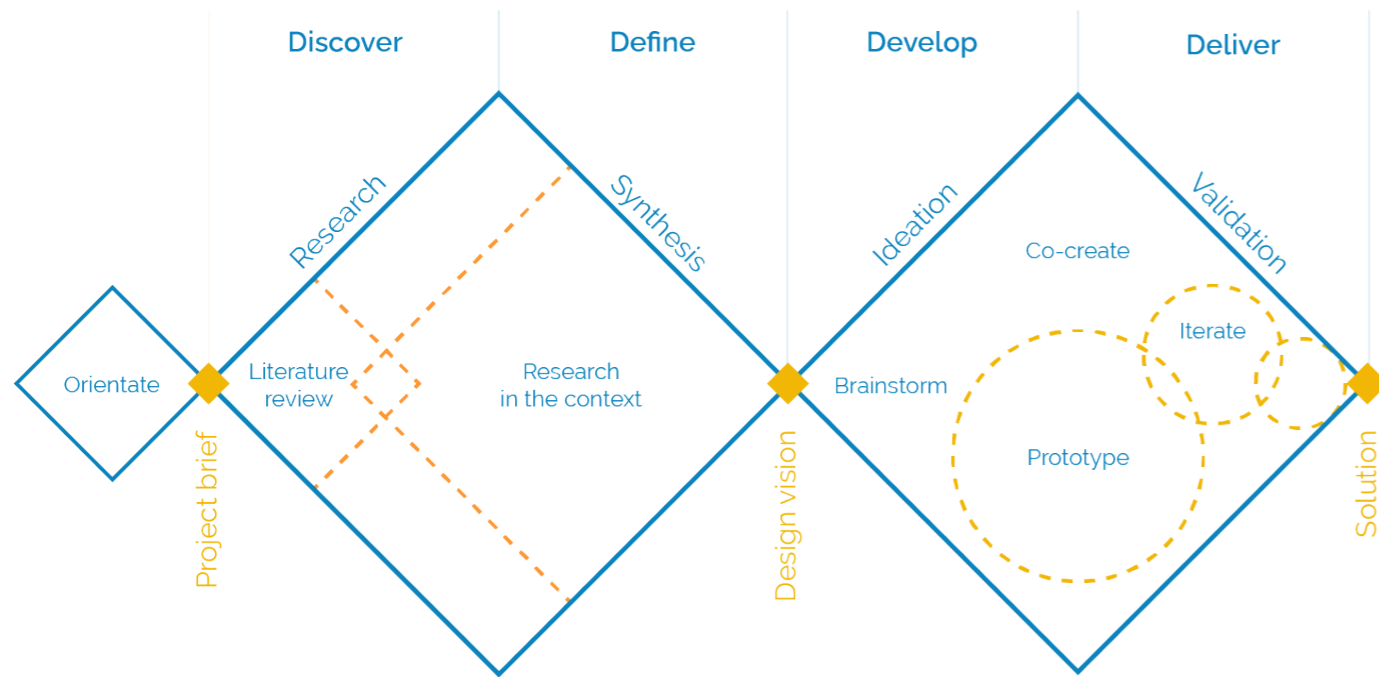 Discover
Define
Develop
Deliver
Research
Synthesis
Ideation
Validation
Orientate
Literature
review
Research
in the context
Brainstorm
Co-create
Iterate
Prototype
Project brief
Design vision
Solution